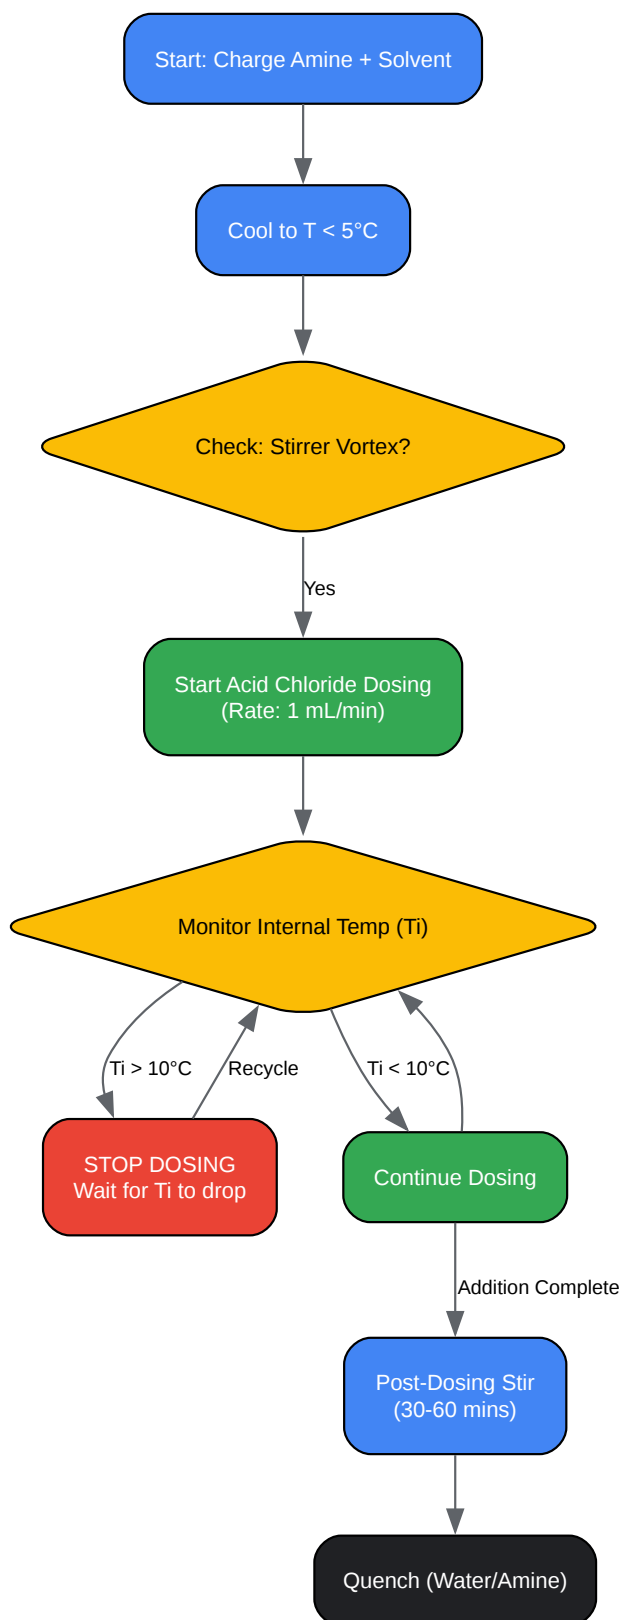 Start: Charge Amine + Solvent
Cool to T < 5°C
Check: Stirrer Vortex?
Yes
Start Acid Chloride Dosing
(Rate: 1 mL/min)
Monitor Internal Temp (Ti)
Ti > 10°C
Recycle
Ti < 10°C
STOP DOSING
Wait for Ti to drop
Continue Dosing
Addition Complete
Post-Dosing Stir
(30-60 mins)
Quench (Water/Amine)